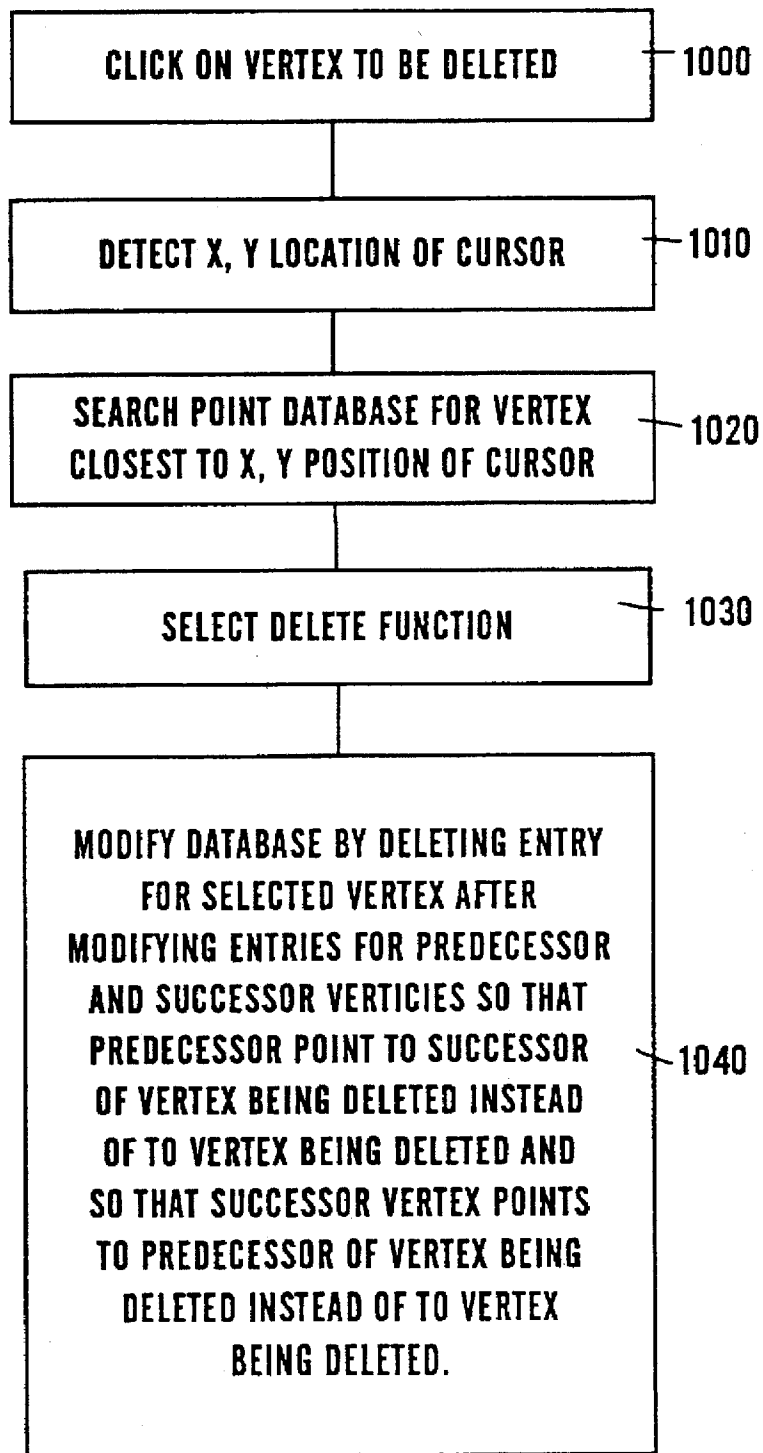 CLICK ON VERTEX TO BE DELETED
1000
DETECT X, Y LOCATION OF CURSOR
1010
SEARCH POINT DATABASE FOR VERTEX
CLOSEST TO X, Y POSITION OF CURSOR
1020
SELECT DELETE FUNCTION
1030
MODIFY DATABASE BY DELETING ENTRY
FOR SELECTED VERTEX AFTER
MODIFYING ENTRIES FOR PREDECESSOR
AND SUCCESSOR VERTICIES SO THAT
PREDECESSOR POINT TO SUCCESSOR
OF VERTEX BEING DELETED INSTEAD
OF TO VERTEX BEING DELETED AND
SO THAT SUCCESSOR VERTEX POINTS
TO PREDECESSOR OF VERTEX BEING
DELETED INSTEAD OF TO VERTEX
BEING DELETED.
1040